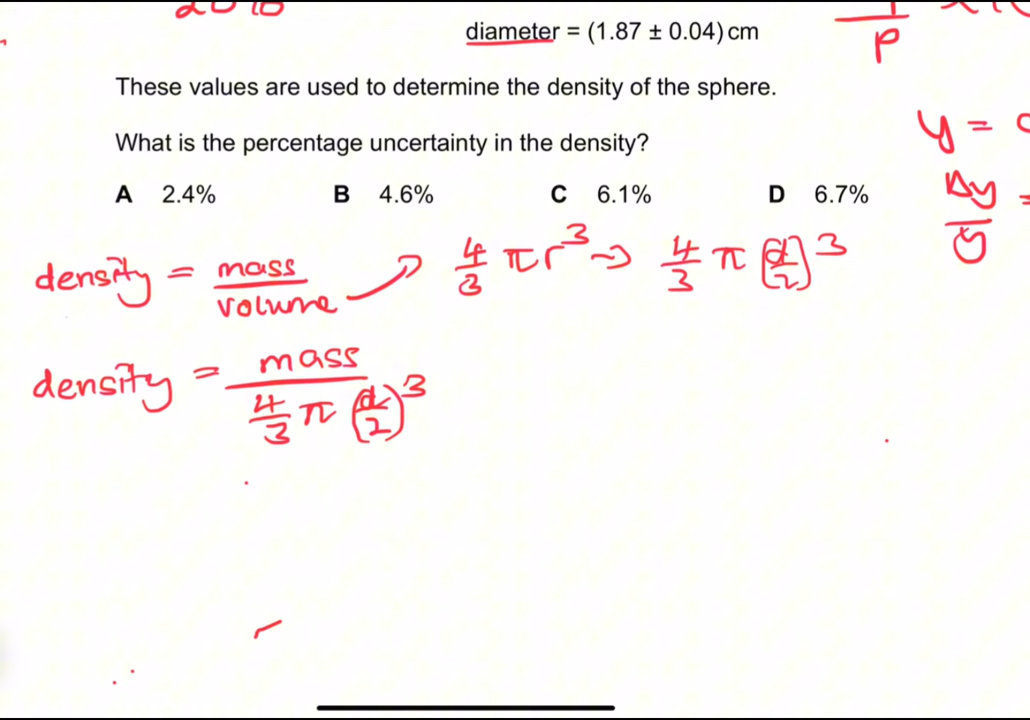 diameter = (1.87 ± 0.04) cm
P
These values are used to determine the density of the sphere.
What is the percentage uncertainty in the density?
y =
A 2.4% B 4.6% C 6.1% D 6.7%
Δy/y =
density = mass/volume → 4/3 πr³ → 4/3 π(d/2)³
density = mass / 4/3 π(d/2)³